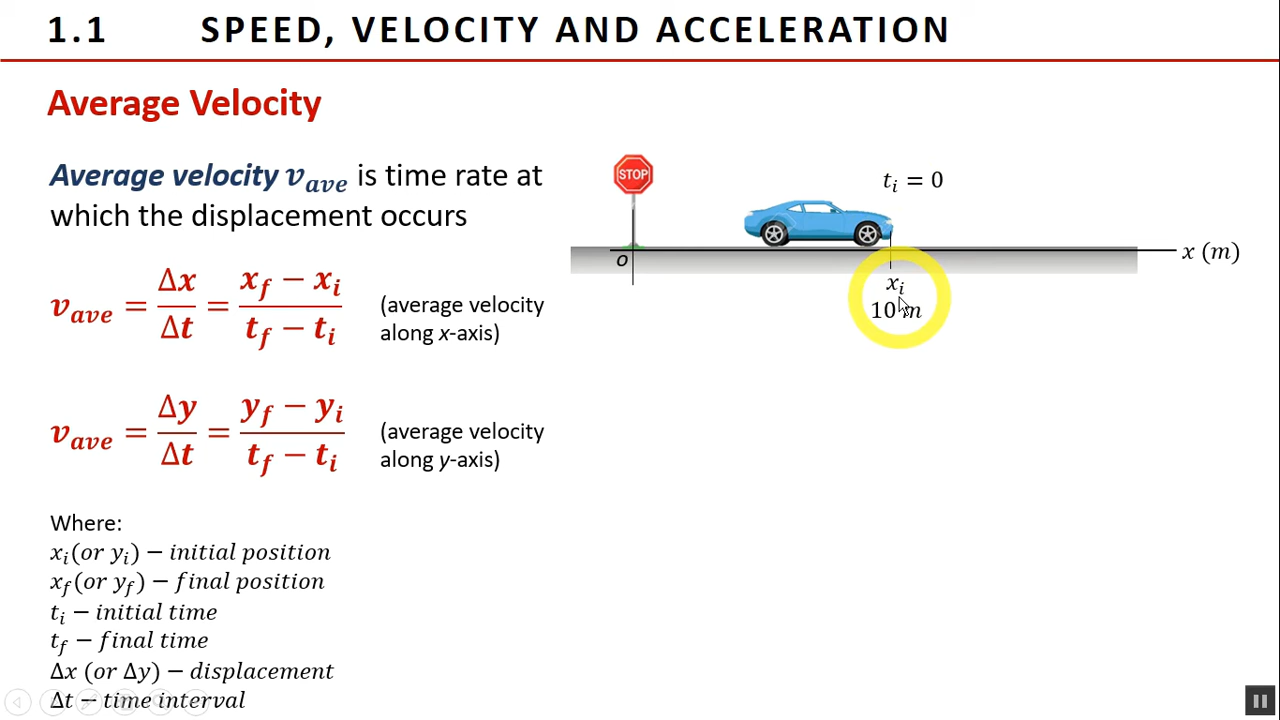 1.1 SPEED, VELOCITY AND ACCELERATION
Average Velocity
Average velocity v_ave is time rate at
which the displacement occurs
v_ave = Δx/Δt = (x_f − x_i)/(t_f − t_i)
(average velocity
along x-axis)
v_ave = Δy/Δt = (y_f − y_i)/(t_f − t_i)
(average velocity
along y-axis)
Where:
x_i(or y_i) − initial position
x_f(or y_f) − final position
t_i − initial time
t_f − final time
Δx (or Δy) − displacement
Δt − time interval
STOP
t_i = 0
O
x (m)
x_i
10 m